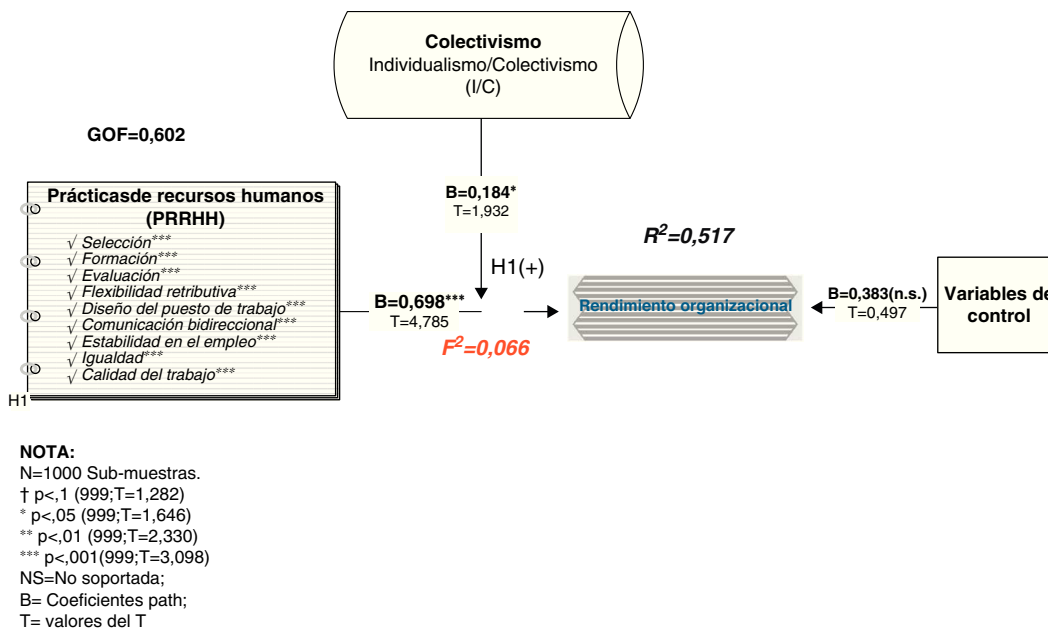 Colectivismo
Individualismo/Colectivismo
(I/C)
GOF=0,602
Prácticasde recursos humanos
(PRRHH)
√ Selección***
√ Formación***
√ Evaluación***
√ Flexibilidad retributiva***
√ Diseño del puesto de trabajo***
√ Comunicación bidireccional***
√ Estabilidad en el empleo***
√ Igualdad***
√ Calidad del trabajo***
H1
B=0,184*
T=1,932
H1(+)
B=0,698***
T=4,785
F²=0,066
R²=0,517
Rendimiento organizacional
B=0,383(n.s.)
T=0,497
Variables de
control
NOTA:
N=1000 Sub-muestras.
† p<,1 (999;T=1,282)
* p<,05 (999;T=1,646)
** p<,01 (999;T=2,330)
*** p<,001(999;T=3,098)
NS=No soportada;
B= Coeficientes path;
T= valores del T